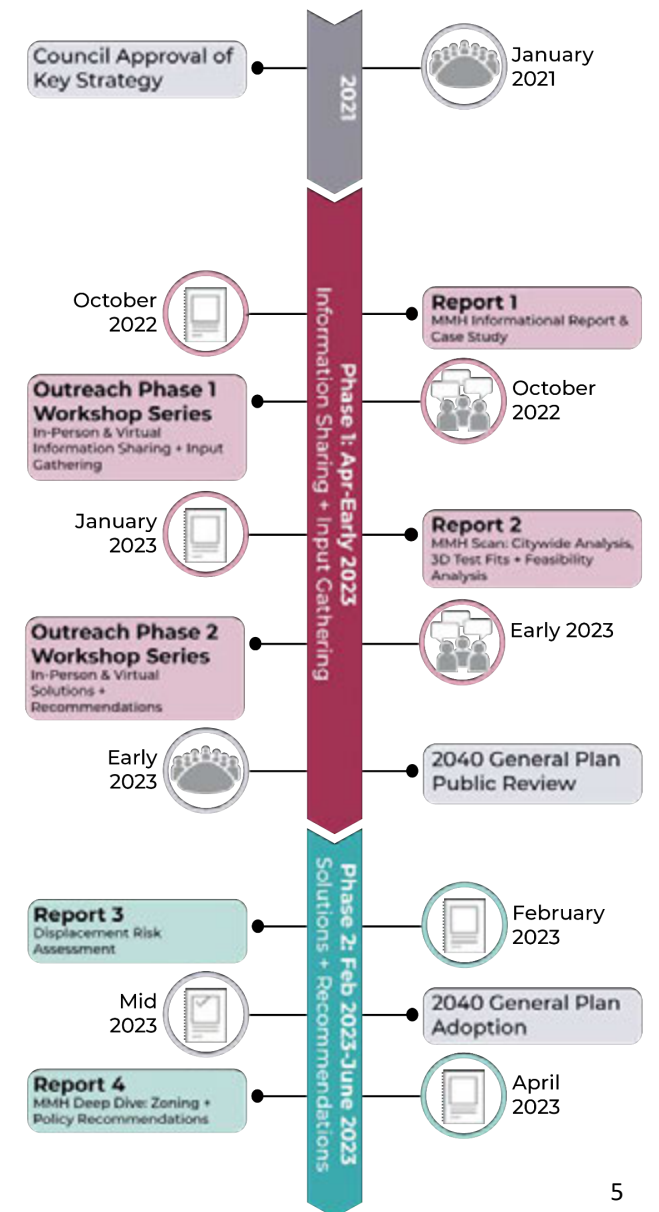 Council Approval of
Key Strategy
January
2021
2021
October
2022
Report 1
MMH Informational Report &
Case Study
Outreach Phase 1
Workshop Series
In-Person & Virtual
Information Sharing + Input
Gathering
October
2022
Phase 1: Apr-Early 2023
Information Sharing + Input Gathering
January
2023
Report 2
MMH Scan: Citywide Analysis,
3D Test Fits + Feasibility
Analysis
Outreach Phase 2
Workshop Series
In-Person & Virtual
Solutions +
Recommendations
Early 2023
Early
2023
2040 General Plan
Public Review
Phase 2: Feb 2023-June 2023
Solutions + Recommendations
Report 3
Displacement Risk
Assessment
February
2023
Mid
2023
2040 General Plan
Adoption
Report 4
MMH Deep Dive: Zoning +
Policy Recommendations
April
2023
5